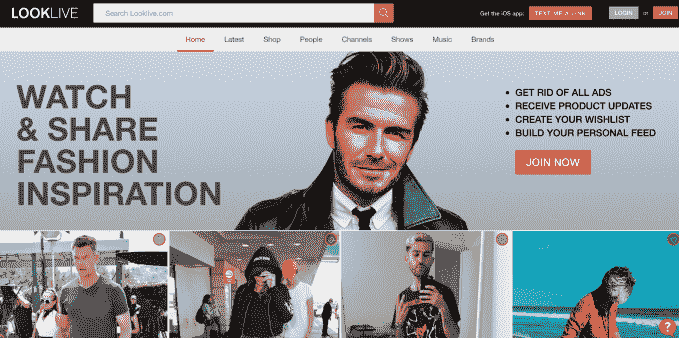 LOOKLIVE
Search Looklive.com
Get the iOS app:
TEXT ME A LINK
LOGIN
or
JOIN
Home
Latest
Shop
People
Channels
Shows
Music
Brands
WATCH
& SHARE
FASHION
INSPIRATION
• GET RID OF ALL ADS
• RECEIVE PRODUCT UPDATES
• CREATE YOUR WISHLIST
• BUILD YOUR PERSONAL FEED
JOIN NOW
?